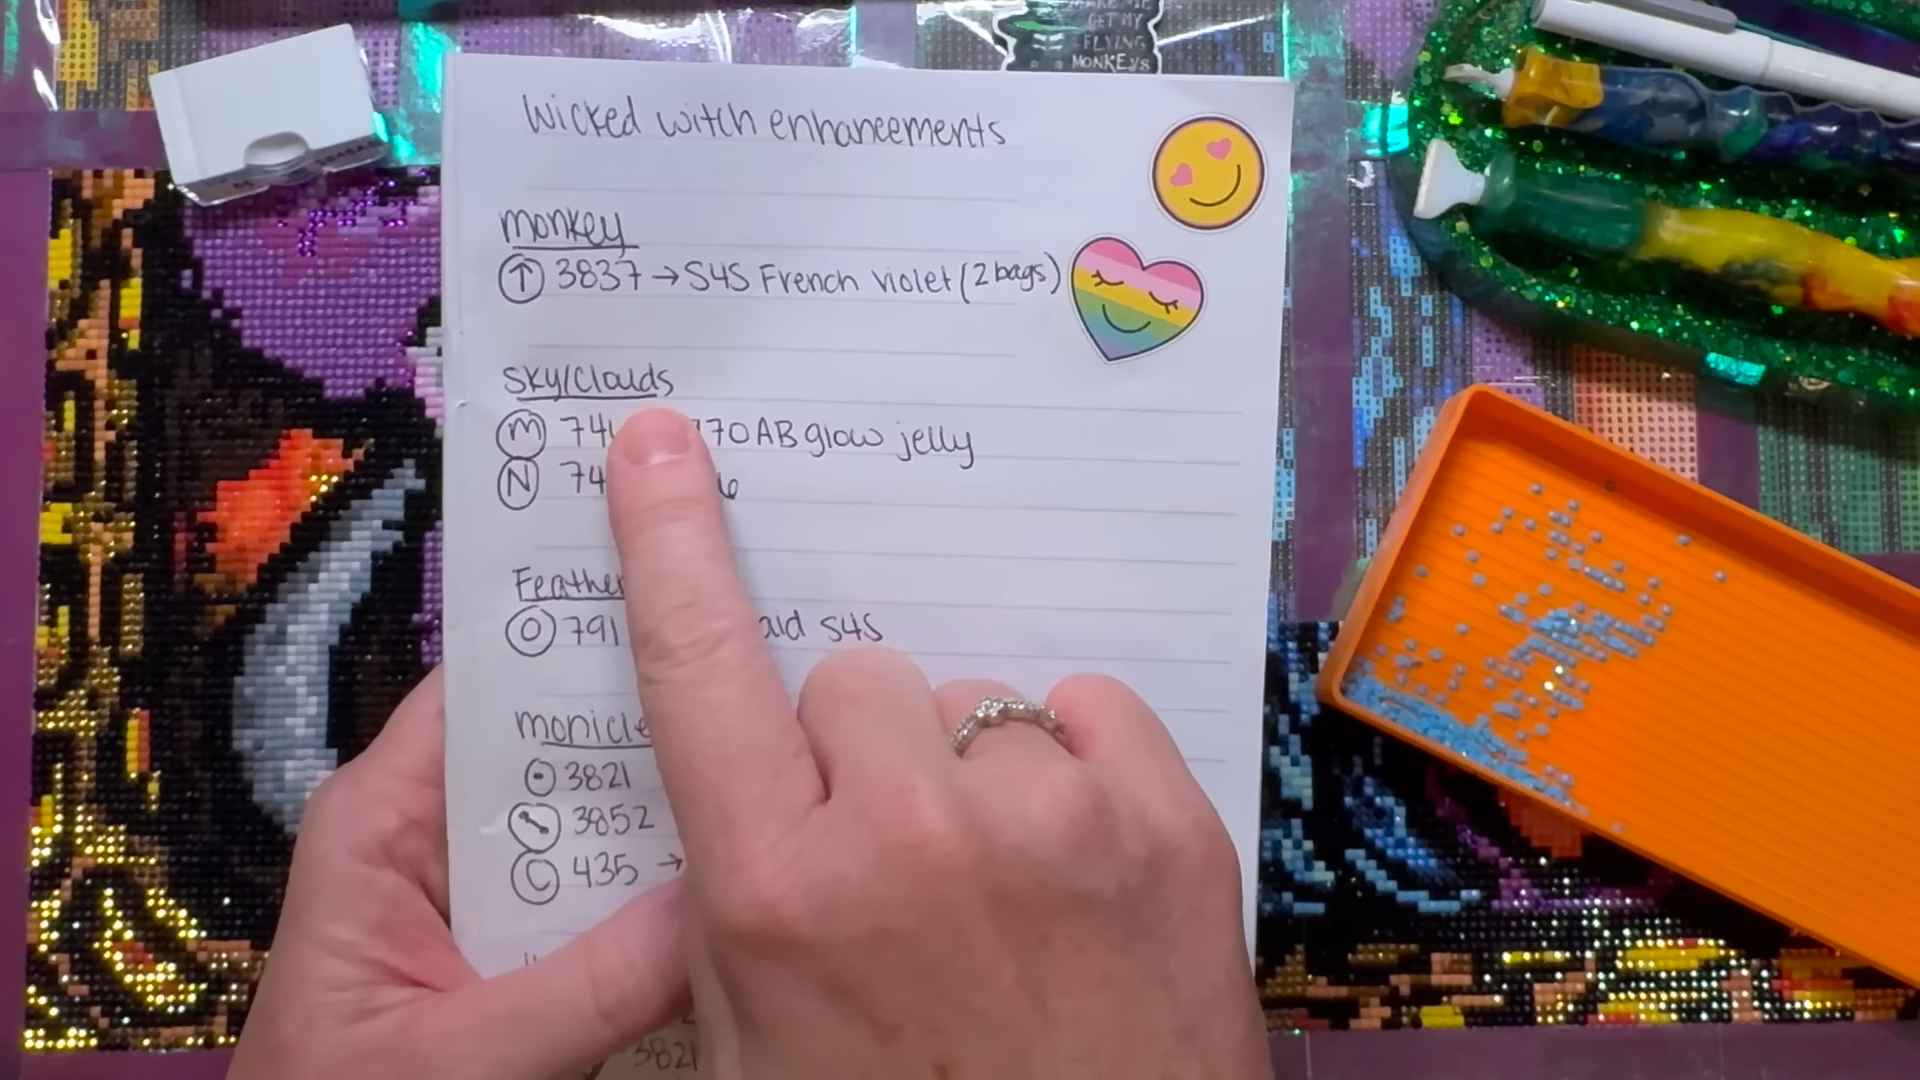 GET MY
FLYING
MONKEYS
Wicked witch enhancements
monkey
↑ 3837 → S4S French Violet (2 bags)
Sky/Clouds
M 74 70 AB glow jelly
N 74
Feather
O 791 S4S
monicle
3821
3852
C 435 →
3821